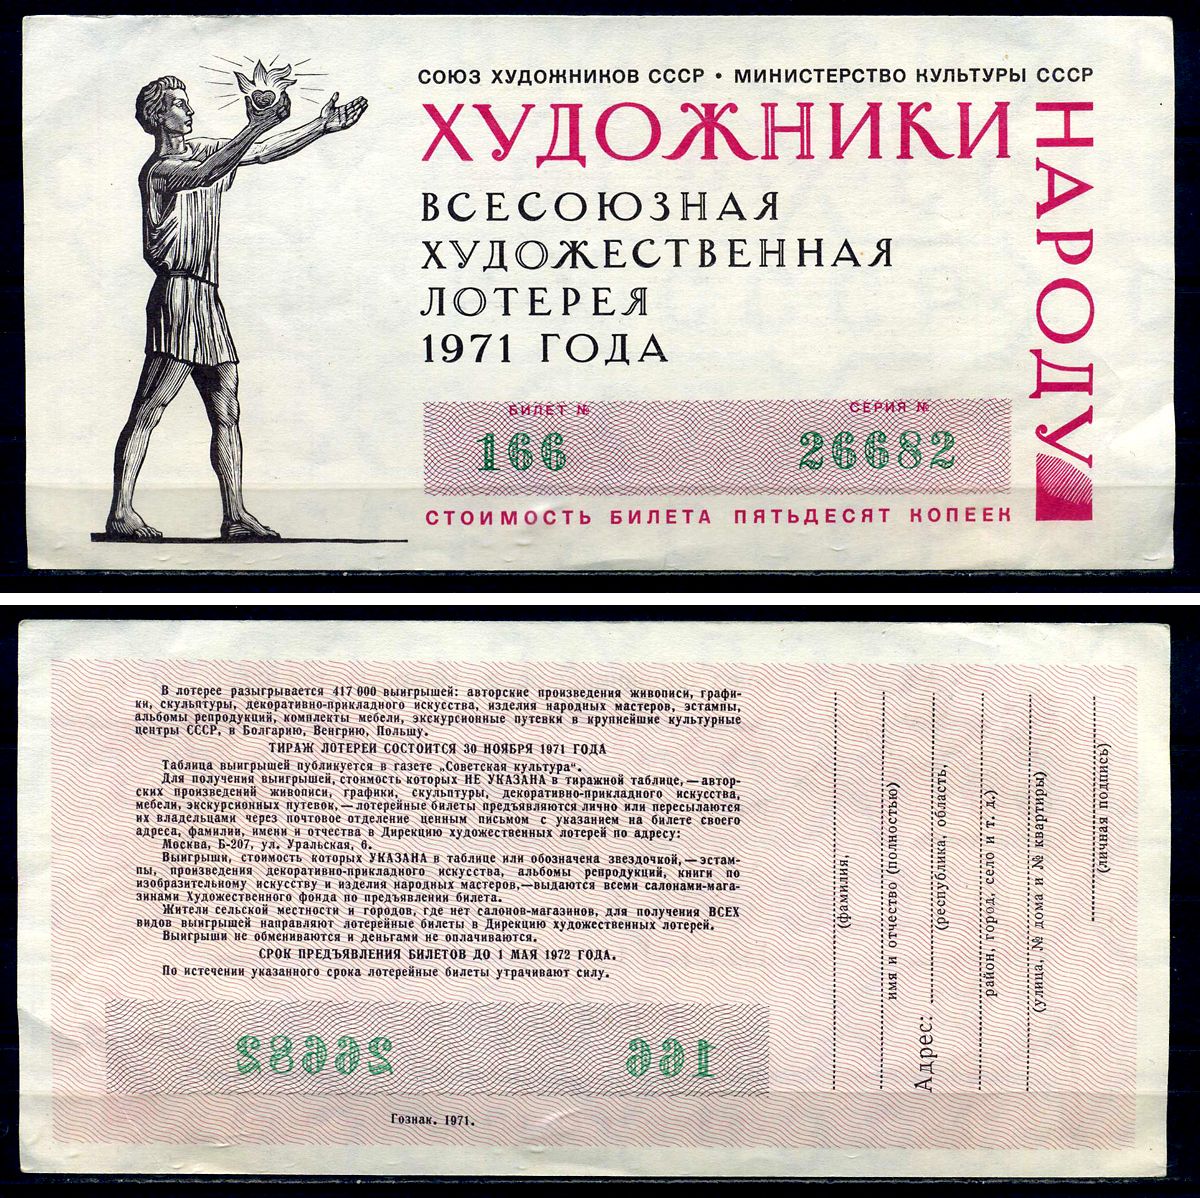 СОЮЗ ХУДОЖНИКОВ СССР • МИНИСТЕРСТВО КУЛЬТУРЫ СССР
ХУДОЖНИКИ
НАРОДУ
ВСЕСОЮЗНАЯ
ХУДОЖЕСТВЕННАЯ
ЛОТЕРЕЯ
1971 ГОДА
БИЛЕТ № СЕРИЯ №
166 26682
СТОИМОСТЬ БИЛЕТА ПЯТЬДЕСЯТ КОПЕЕК
В лотерее разыгрывается 417 000 выигрышей: авторские произведения живописи, графи-
ки, скульптуры, декоративно-прикладного искусства, изделия народных мастеров, эстампы,
альбомы репродукций, комплекты мебели, экскурсионные путевки в крупнейшие культурные
центры СССР, в Болгарию, Венгрию, Польшу.
ТИРАЖ ЛОТЕРЕИ СОСТОИТСЯ 30 НОЯБРЯ 1971 ГОДА
Таблица выигрышей публикуется в газете „Советская культура“.
Для получения выигрышей, стоимость которых НЕ УКАЗАНА в тиражной таблице,—автор-
ских произведений живописи, графики, скульптуры, декоративно-прикладного искусства,
мебели, экскурсионных путевок,—лотерейные билеты предъявляются лично или пересылаются
их владельцами через почтовое отделение ценным письмом с указанием на билете своего
адреса, фамилии, имени и отчества в Дирекцию художественных лотерей по адресу:
Москва, Б-207, ул. Уральская, 6.
Выигрыши, стоимость которых УКАЗАНА в таблице или обозначена звездочкой,—эстам-
пы, произведения декоративно-прикладного искусства, альбомы репродукций, книги по
изобразительному искусству и изделия народных мастеров,—выдаются всеми салонами-мага-
зинами Художественного фонда по предъявлении билета.
Жители сельской местности и городов, где нет салонов-магазинов, для получения ВСЕХ
видов выигрышей направляют лотерейные билеты в Дирекцию художественных лотерей.
Выигрыши не обмениваются и деньгами не оплачиваются.
СРОК ПРЕДЪЯВЛЕНИЯ БИЛЕТОВ ДО 1 МАЯ 1972 ГОДА.
По истечении указанного срока лотерейные билеты утрачивают силу.
26682 166
Гознак. 1971.
(фамилия,
имя и отчество (полностью)
Адрес:
(республика, область,
район, город, село и т. д.)
(улица, № дома и № квартиры)
(личная подпись)